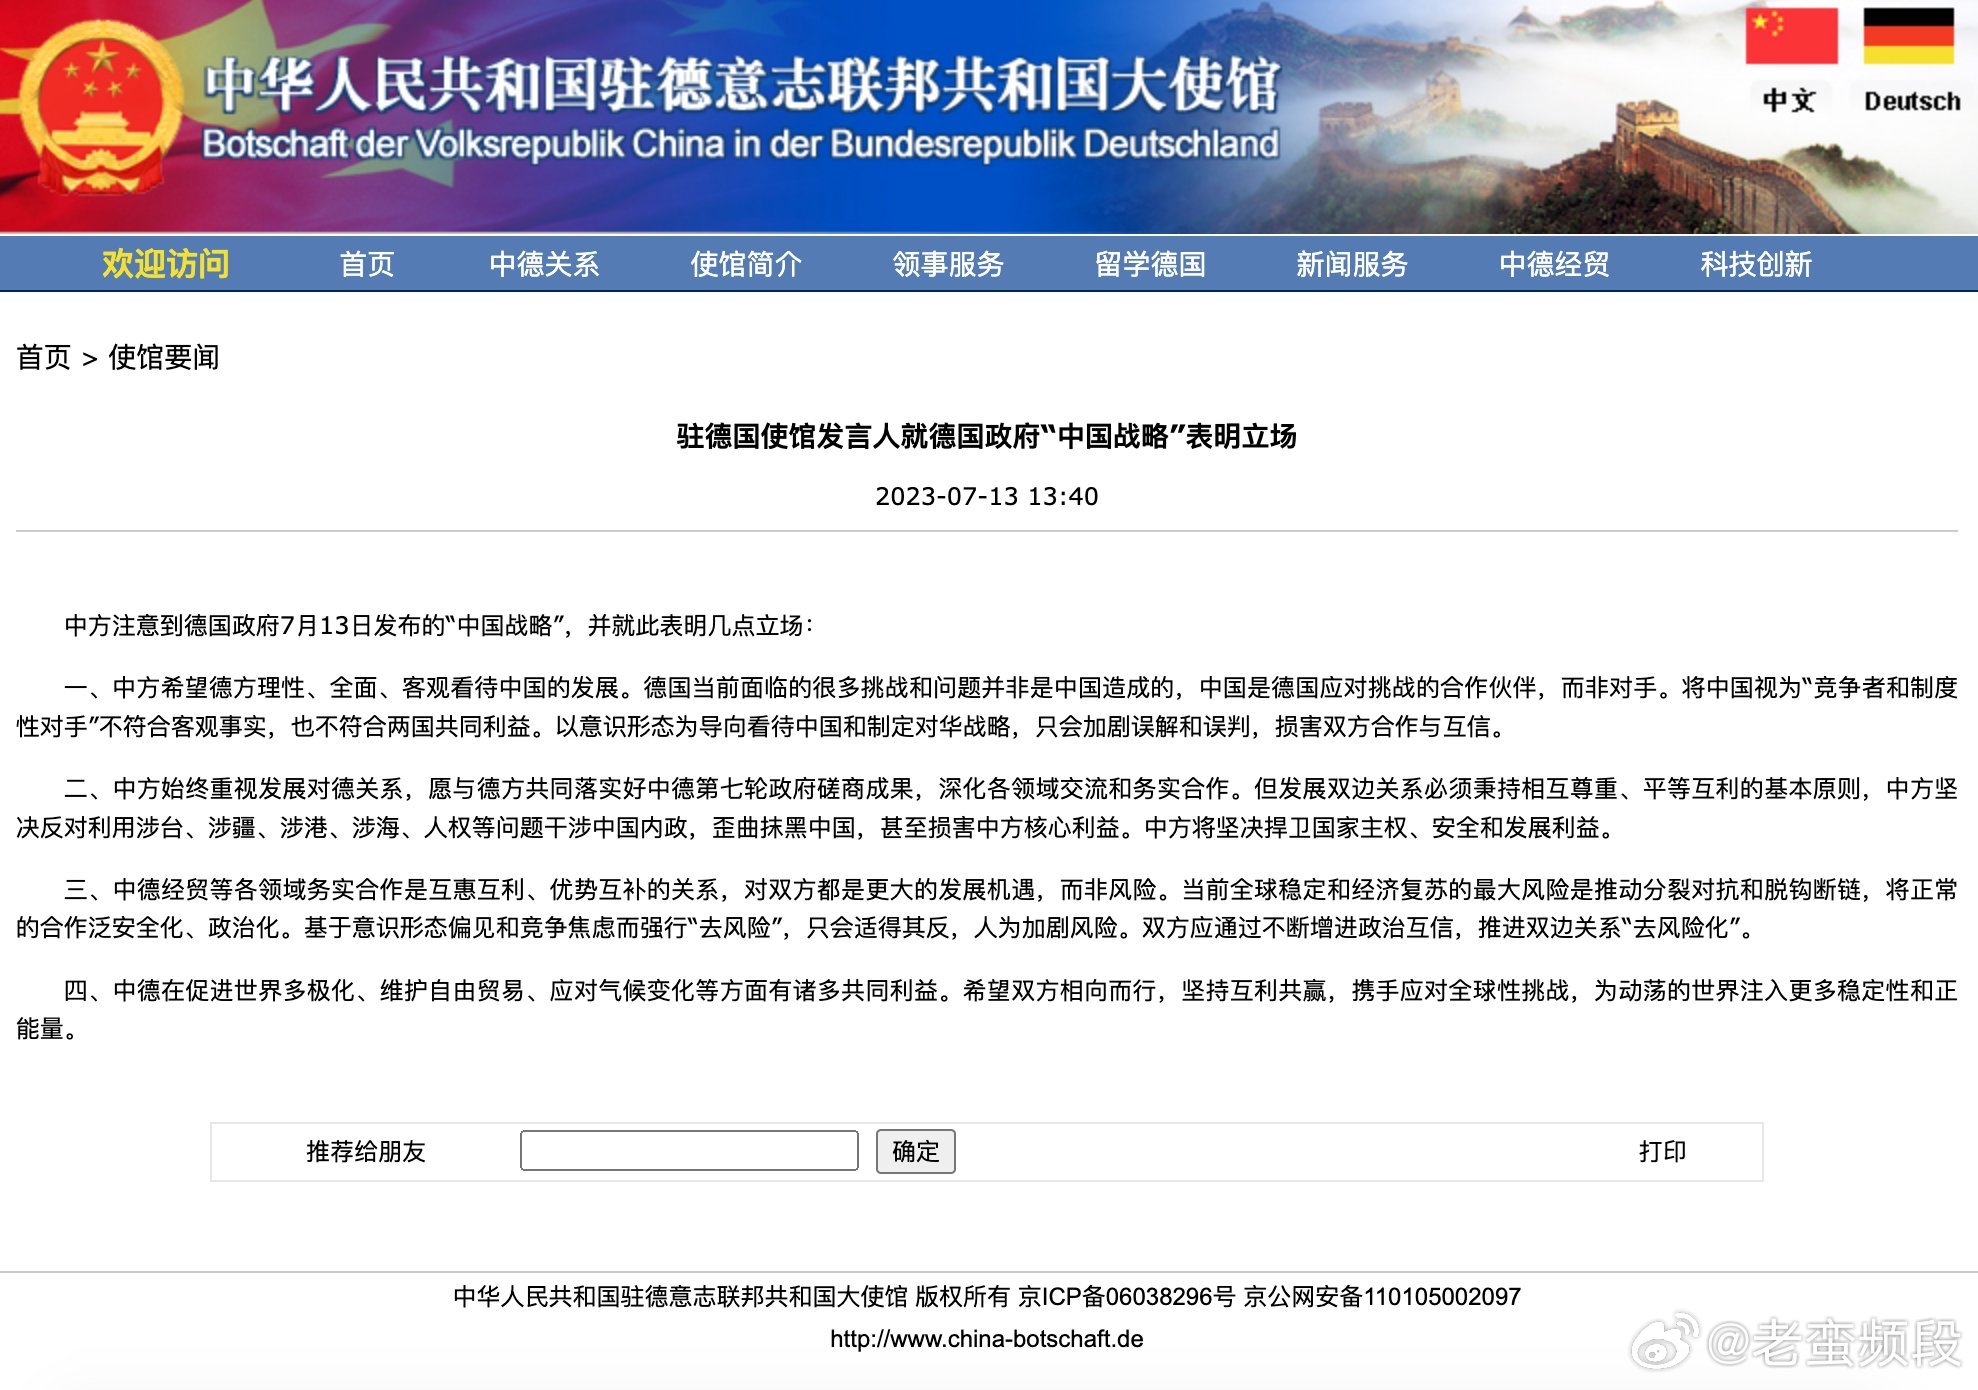 中华人民共和国驻德意志联邦共和国大使馆
Botschaft der Volksrepublik China in der Bundesrepublik Deutschland
中文 Deutsch
欢迎访问 首页 中德关系 使馆简介 领事服务 留学德国 新闻服务 中德经贸 科技创新
首页 > 使馆要闻
驻德国使馆发言人就德国政府“中国战略”表明立场
2023-07-13 13:40
中方注意到德国政府7月13日发布的“中国战略”，并就此表明几点立场：
一、中方希望德方理性、全面、客观看待中国的发展。德国当前面临的很多挑战和问题并非是中国造成的，中国是德国应对挑战的合作伙伴，而非对手。将中国视为“竞争者和制度
性对手”不符合客观事实，也不符合两国共同利益。以意识形态为导向看待中国和制定对华战略，只会加剧误解和误判，损害双方合作与互信。
二、中方始终重视发展对德关系，愿与德方共同落实好中德第七轮政府磋商成果，深化各领域交流和务实合作。但发展双边关系必须秉持相互尊重、平等互利的基本原则，中方坚
决反对利用涉台、涉疆、涉港、涉海、人权等问题干涉中国内政，歪曲抹黑中国，甚至损害中方核心利益。中方将坚决捍卫国家主权、安全和发展利益。
三、中德经贸等各领域务实合作是互惠互利、优势互补的关系，对双方都是更大的发展机遇，而非风险。当前全球稳定和经济复苏的最大风险是推动分裂对抗和脱钩断链，将正常
的合作泛安全化、政治化。基于意识形态偏见和竞争焦虑而强行“去风险”，只会适得其反，人为加剧风险。双方应通过不断增进政治互信，推进双边关系“去风险化”。
四、中德在促进世界多极化、维护自由贸易、应对气候变化等方面有诸多共同利益。希望双方相向而行，坚持互利共赢，携手应对全球性挑战，为动荡的世界注入更多稳定性和正
能量。
推荐给朋友 确定 打印
中华人民共和国驻德意志联邦共和国大使馆 版权所有 京ICP备06038296号 京公网安备110105002097
http://www.china-botschaft.de
@老蛮频段